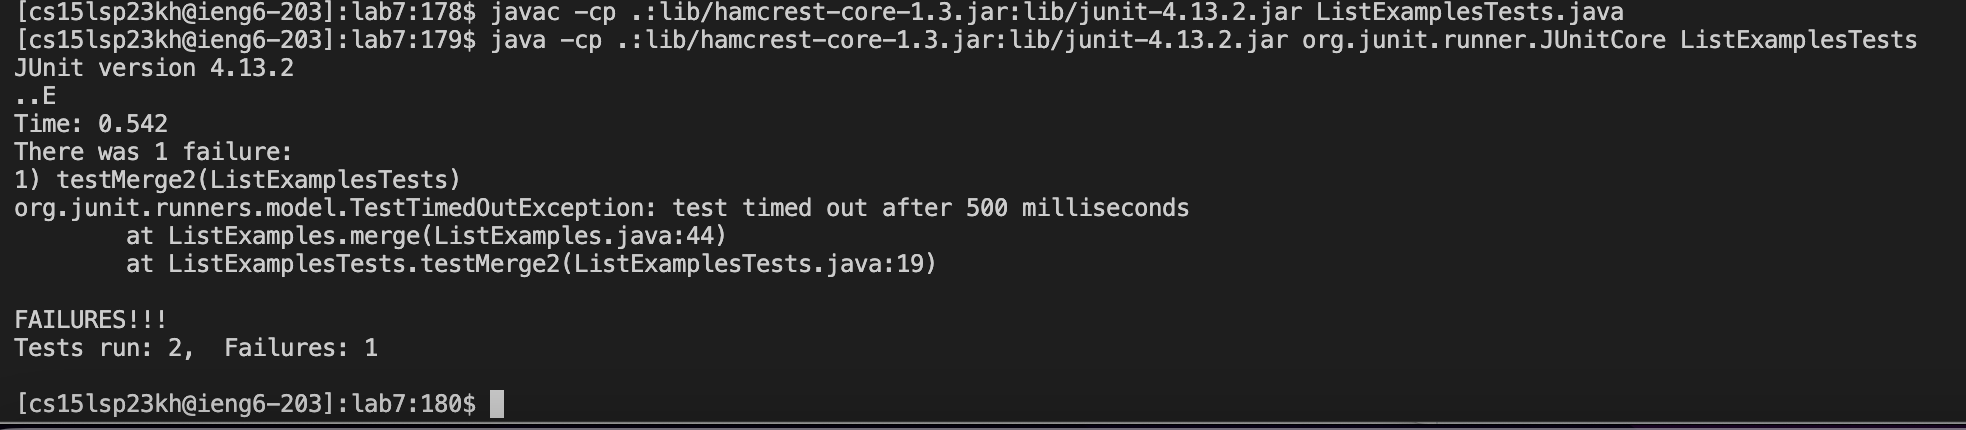 [cs15lsp23kh@ieng6-203]:lab7:178$ javac -cp .:lib/hamcrest-core-1.3.jar:lib/junit-4.13.2.jar ListExamplesTests.java
[cs15lsp23kh@ieng6-203]:lab7:179$ java -cp .:lib/hamcrest-core-1.3.jar:lib/junit-4.13.2.jar org.junit.runner.JUnitCore ListExamplesTests
JUnit version 4.13.2
..E
Time: 0.542
There was 1 failure:
1) testMerge2(ListExamplesTests)
org.junit.runners.model.TestTimedOutException: test timed out after 500 milliseconds
at ListExamples.merge(ListExamples.java:44)
at ListExamplesTests.testMerge2(ListExamplesTests.java:19)
FAILURES!!!
Tests run: 2,  Failures: 1
[cs15lsp23kh@ieng6-203]:lab7:180$